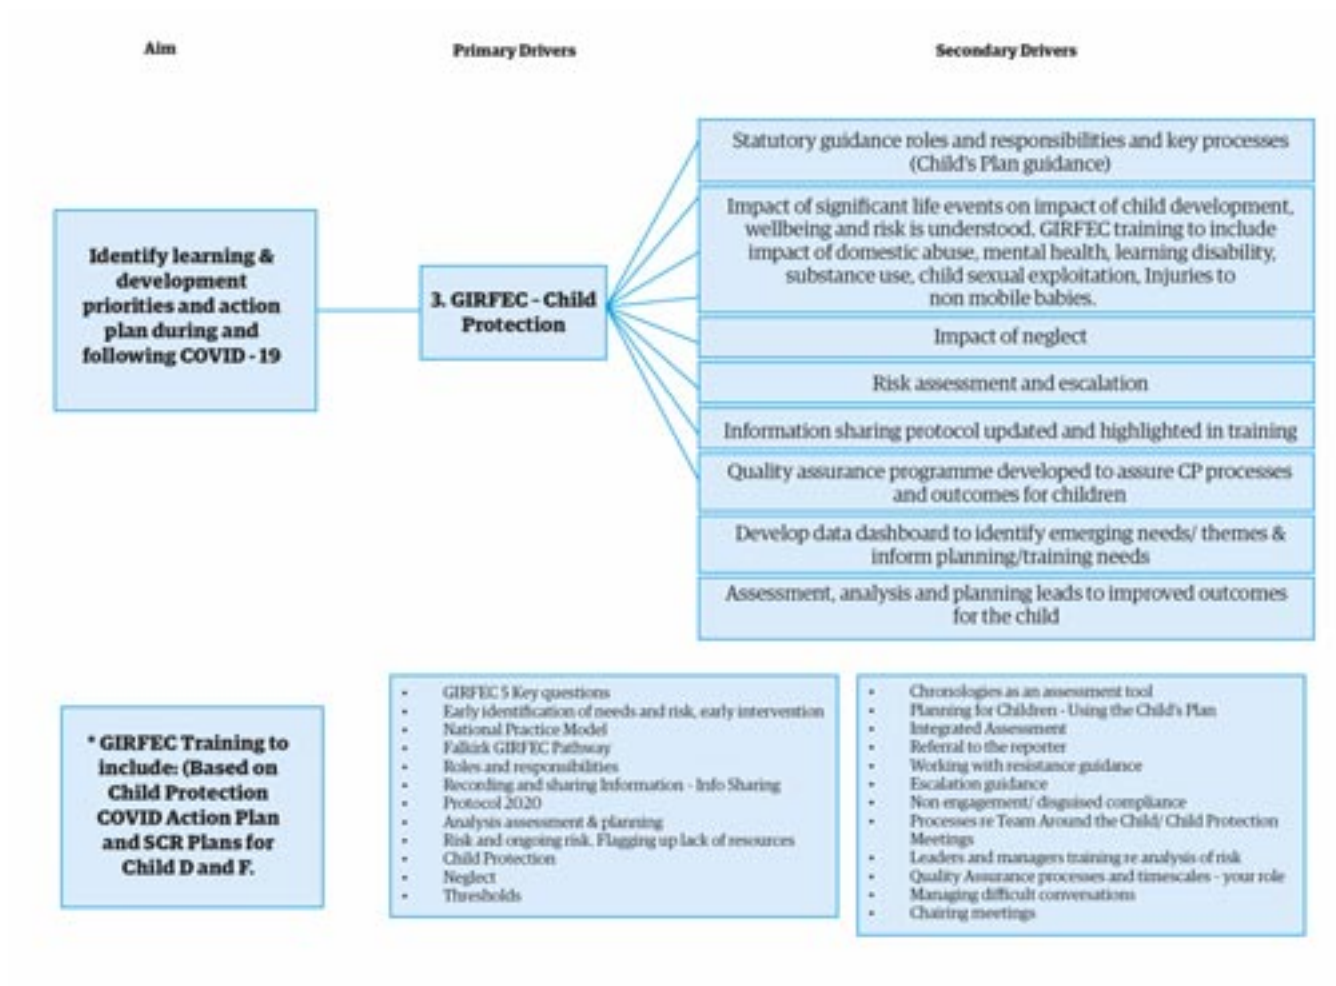 Aim
Primary Drivers
Secondary Drivers
Identify learning &
development
priorities and action
plan during and
following COVID - 19
3. GIRFEC - Child
Protection
Statutory guidance roles and responsibilities and key processes
(Child's Plan guidance)
Impact of significant life events on impact of child development,
wellbeing and risk is understood. GIRFEC training to include
impact of domestic abuse, mental health, learning disability,
substance use, child sexual exploitation, Injuries to
non mobile babies.
Impact of neglect
Risk assessment and escalation
Information sharing protocol updated and highlighted in training
Quality assurance programme developed to assure CP processes
and outcomes for children
Develop data dashboard to identify emerging needs/ themes &
inform planning/training needs
Assessment, analysis and planning leads to improved outcomes
for the child
* GIRFEC Training to
include: (Based on
Child Protection
COVID Action Plan
and SCR Plans for
Child D and F.
• GIRFEC 5 Key questions
• Early identification of needs and risk, early intervention
• National Practice Model
• Falkirk GIRFEC Pathway
• Roles and responsibilities
• Recording and sharing Information - Info Sharing
• Protocol 2020
• Analysis assessment & planning
• Risk and ongoing risk. Flagging up lack of resources
• Child Protection
• Neglect
• Thresholds
• Chronologies as an assessment tool
• Planning for Children - Using the Child's Plan
• Integrated Assessment
• Referral to the reporter
• Working with resistance guidance
• Escalation guidance
• Non engagement/ disguised compliance
• Processes re Team Around the Child/ Child Protection
Meetings
• Leaders and managers training re analysis of risk
• Quality Assurance processes and timescales - your role
• Managing difficult conversations
• Chairing meetings